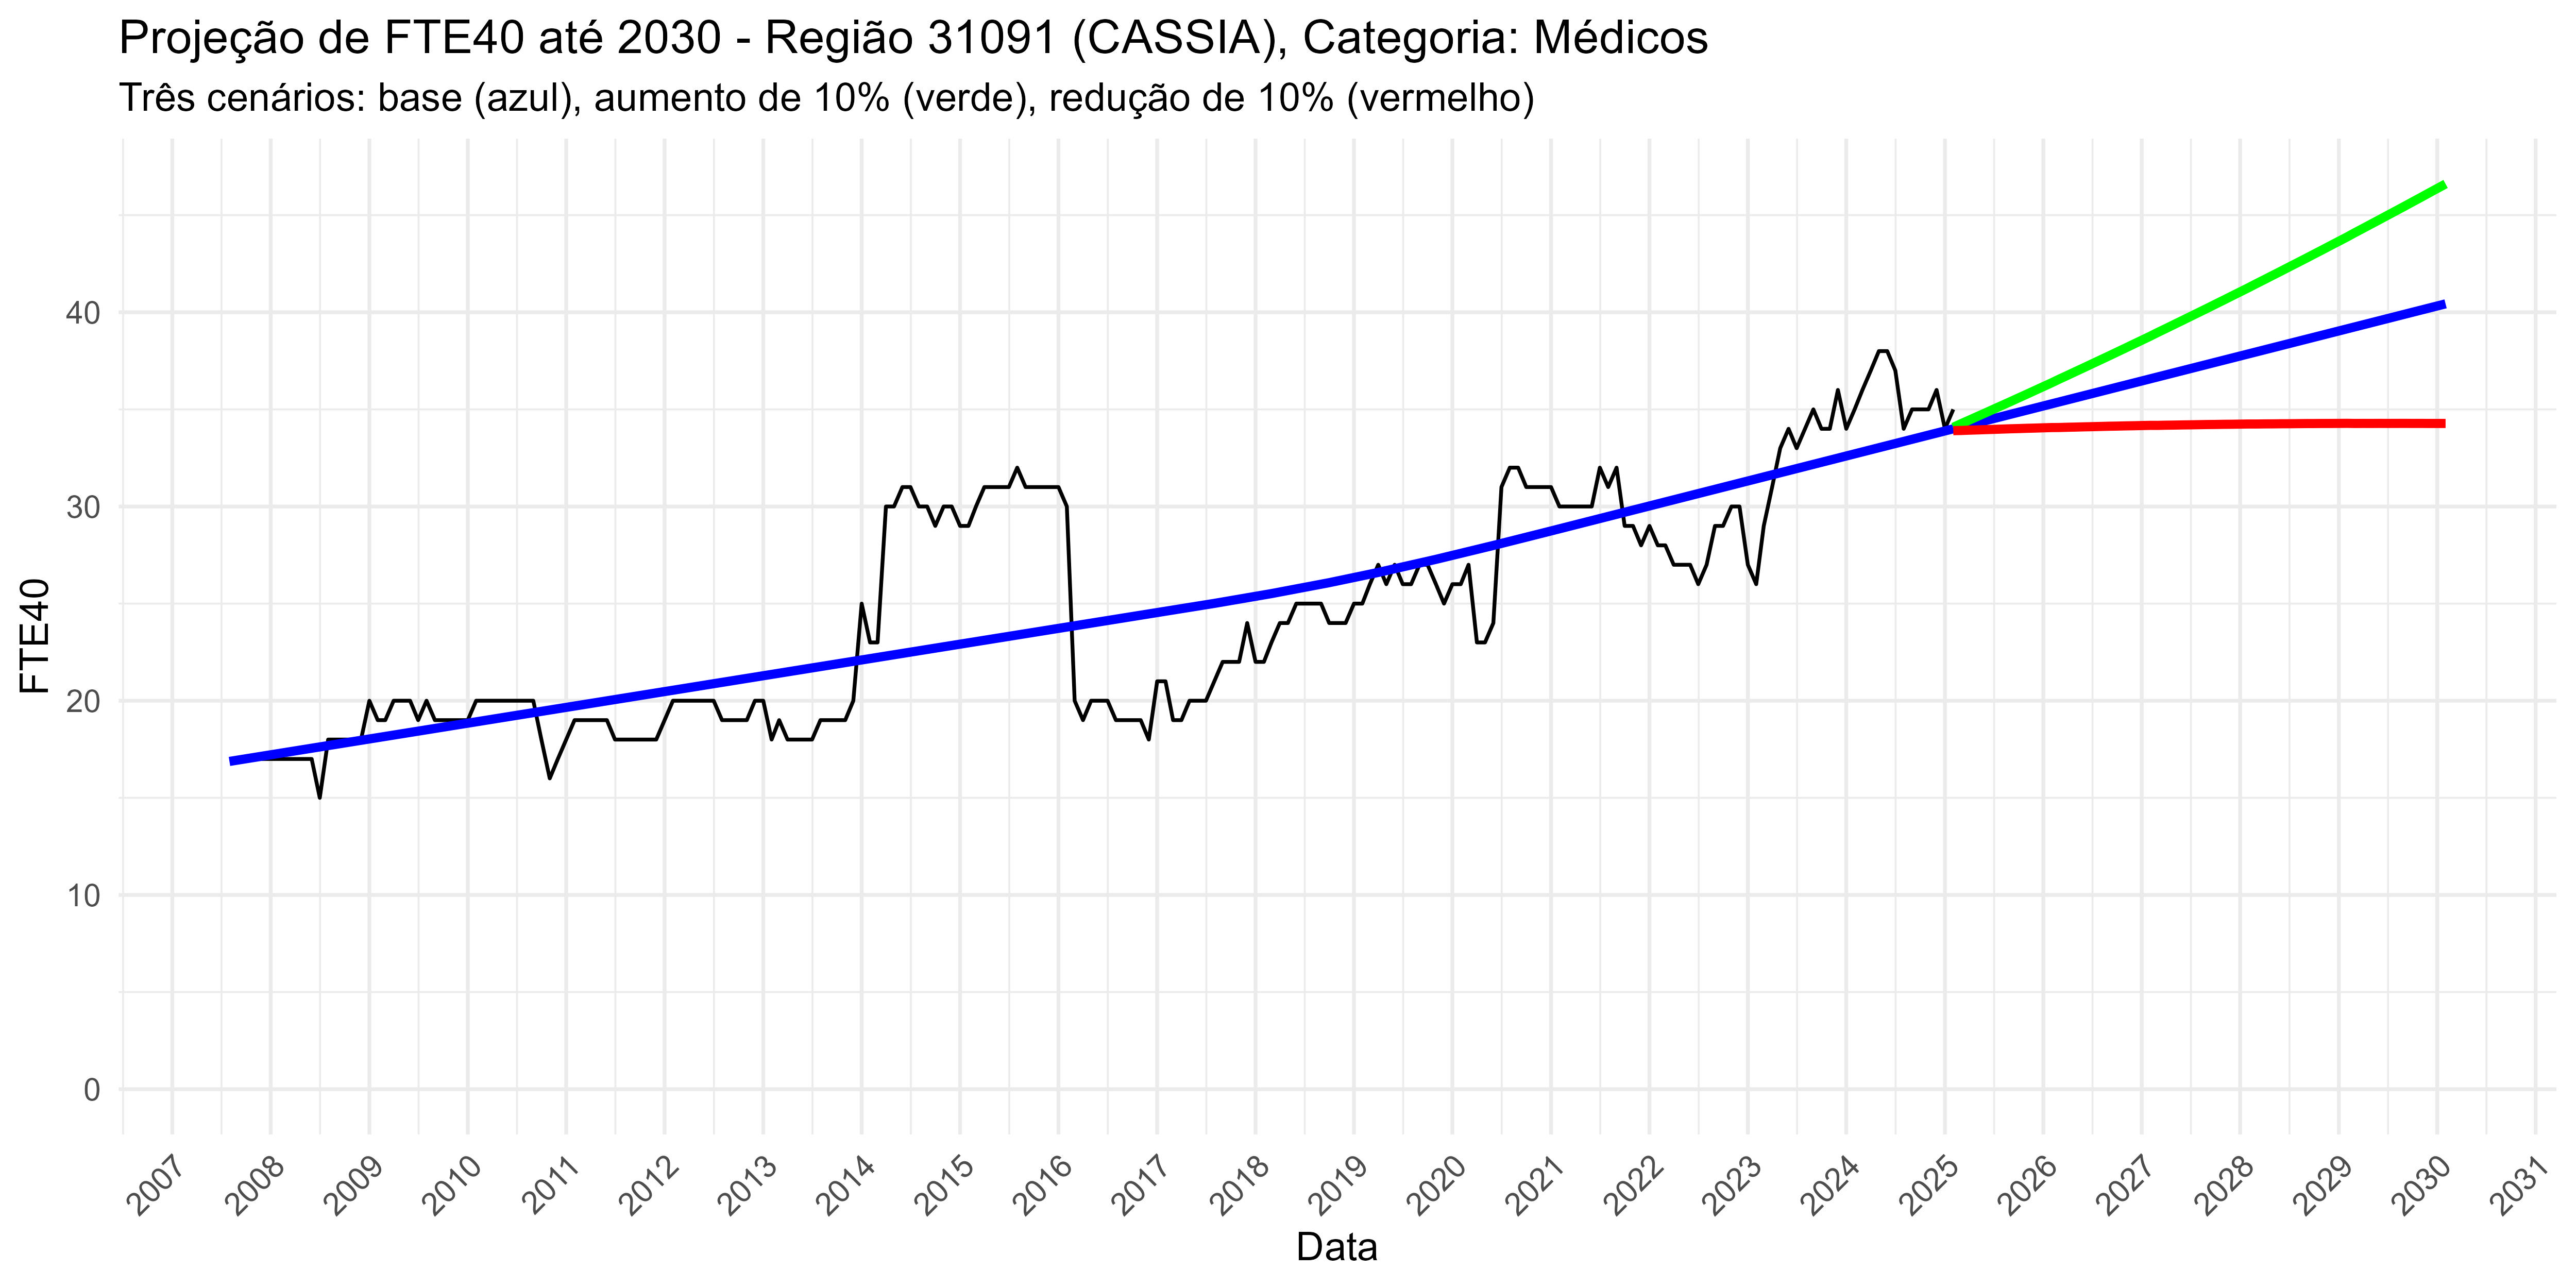 Projeção de FTE40 até 2030 - Região 31091 (CASSIA), Categoria: Médicos
Três cenários: base (azul), aumento de 10% (verde), redução de 10% (vermelho)
FTE40
40
30
20
10
0
2007 2008 2009 2010 2011 2012 2013 2014 2015 2016 2017 2018 2019 2020 2021 2022 2023 2024 2025 2026 2027 2028 2029 2030 2031
Data